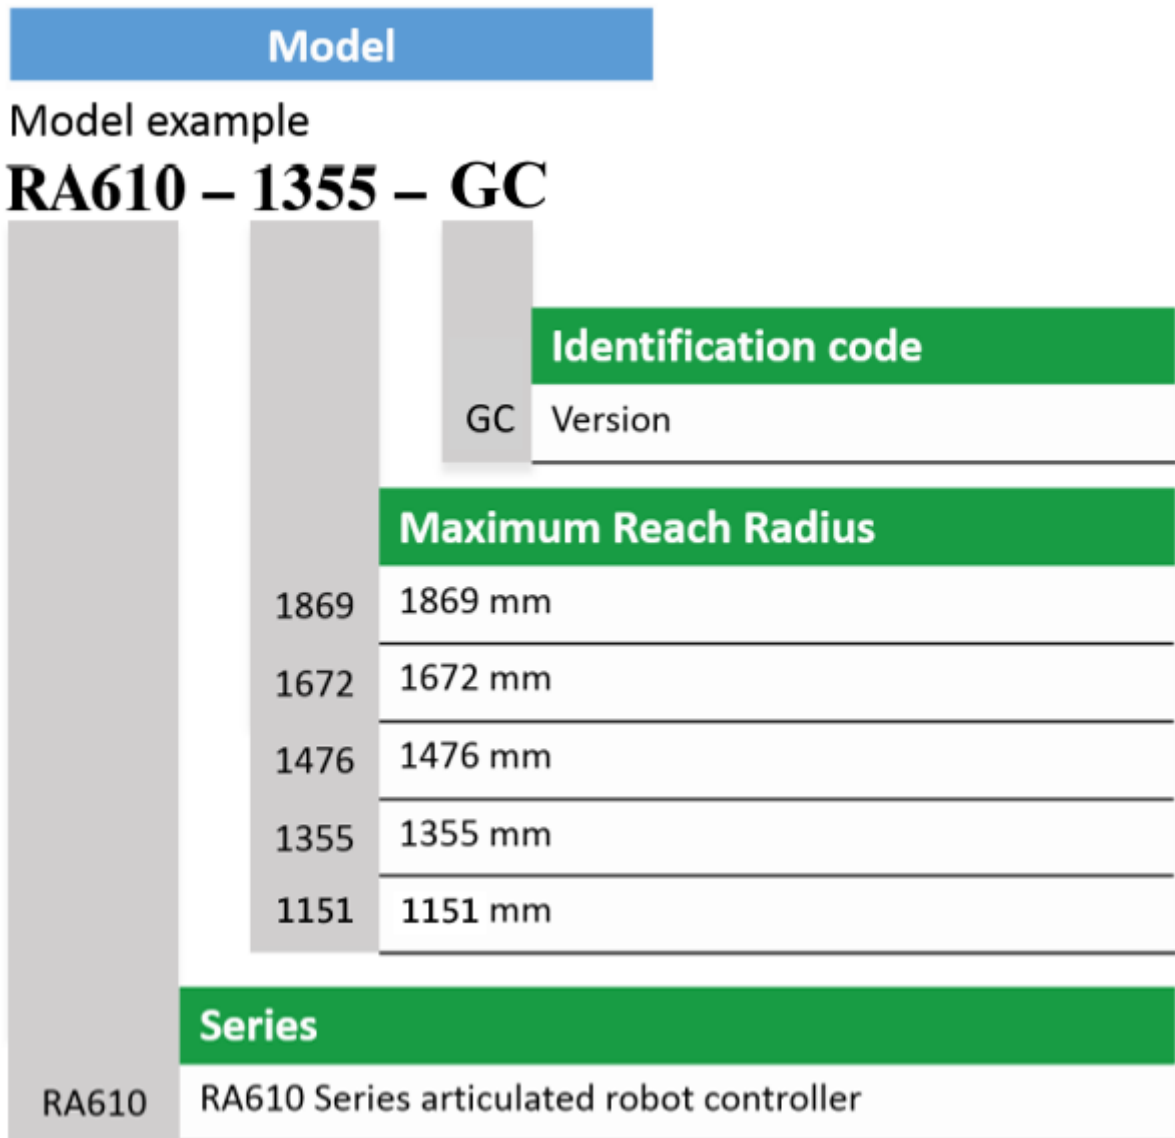 Model
Model example
RA610 – 1355 – GC
Identification code
GC Version
Maximum Reach Radius
1869 1869 mm
1672 1672 mm
1476 1476 mm
1355 1355 mm
1151 1151 mm
Series
RA610 RA610 Series articulated robot controller